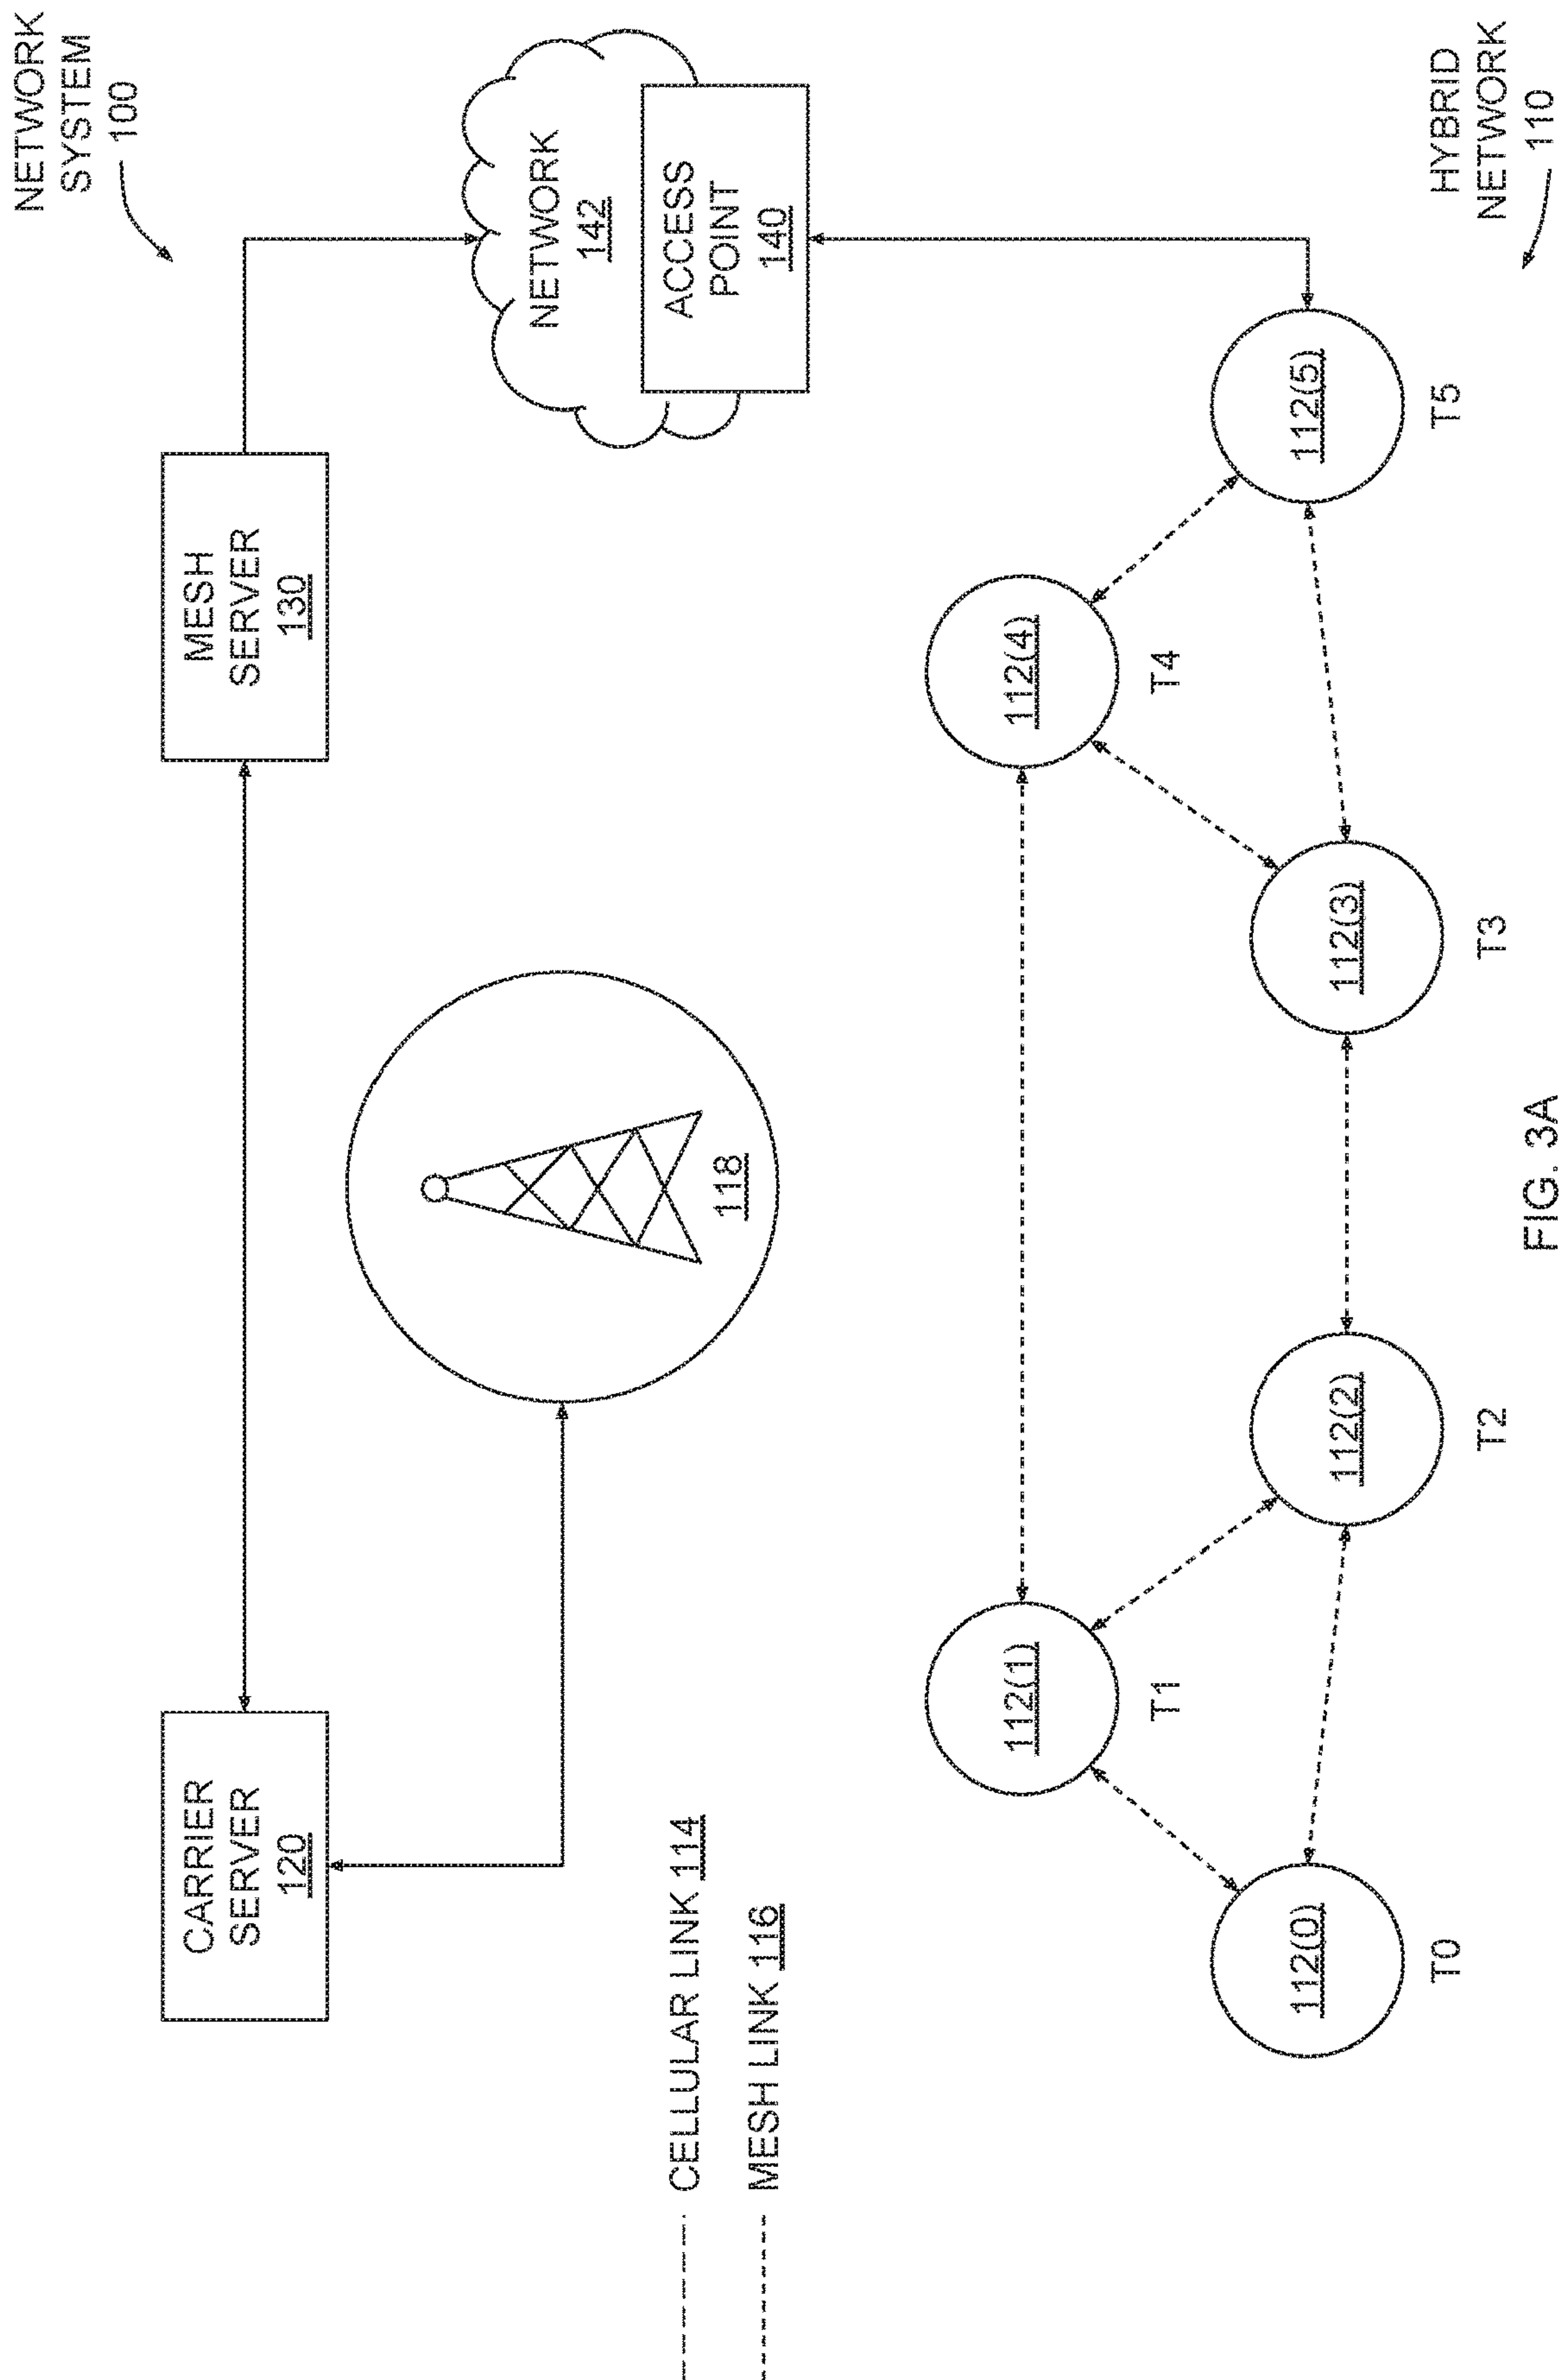 NETWORK
SYSTEM
100
CARRIER
SERVER
120
MESH
SERVER
130
NETWORK
142
ACCESS
POINT
140
118
CELLULAR LINK 114
MESH LINK 116
112(1)
T1
112(4)
T4
112(0)
T0
112(2)
T2
112(3)
T3
112(5)
T5
HYBRID
NETWORK
110
FIG. 3A